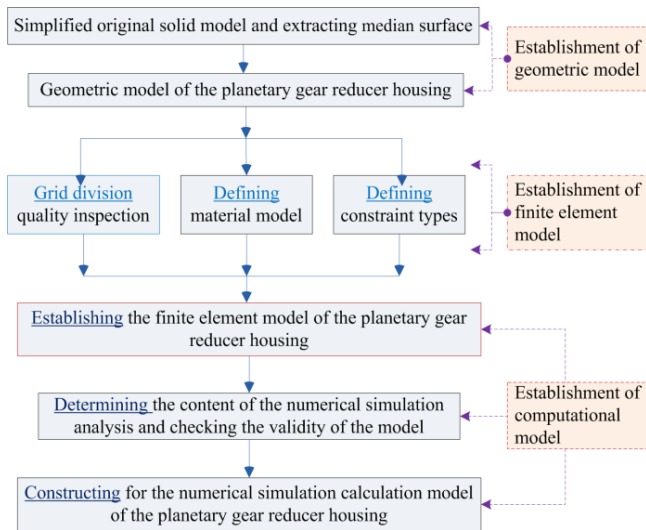 Simplified original solid model and extracting median surface
Establishment of
geometric model
Geometric model of the planetary gear reducer housing
Grid division
quality inspection
Defining
material model
Defining
constraint types
Establishment of
finite element
model
Establishing the finite element model of the planetary gear
reducer housing
Determining the content of the numerical simulation
analysis and checking the validity of the model
Establishment of
computational
model
Constructing for the numerical simulation calculation model
of the planetary gear reducer housing